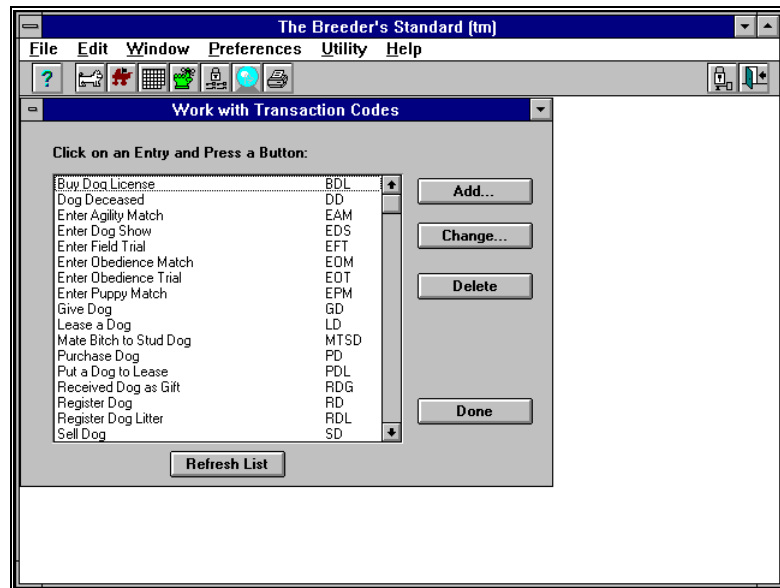 The Breeder's Standard (tm)
File Edit Window Preferences Utility Help
?
Work with Transaction Codes
Click on an Entry and Press a Button:
Buy Dog License BDL
Dog Deceased DD
Enter Agility Match EAM
Enter Dog Show EDS
Enter Field Trial EFT
Enter Obedience Match EOM
Enter Obedience Trial EOT
Enter Puppy Match EPM
Give Dog GD
Lease a Dog LD
Mate Bitch to Stud Dog MTSD
Purchase Dog PD
Put a Dog to Lease PDL
Received Dog as Gift RDG
Register Dog RD
Register Dog Litter RDL
Sell Dog SD
Add...
Change...
Delete
Done
Refresh List